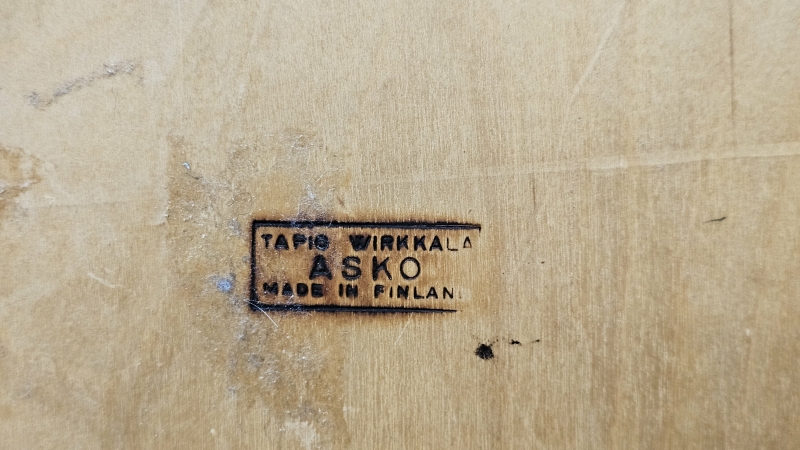 TAPIO WIRKKALA
ASKO
MADE IN FINLAN